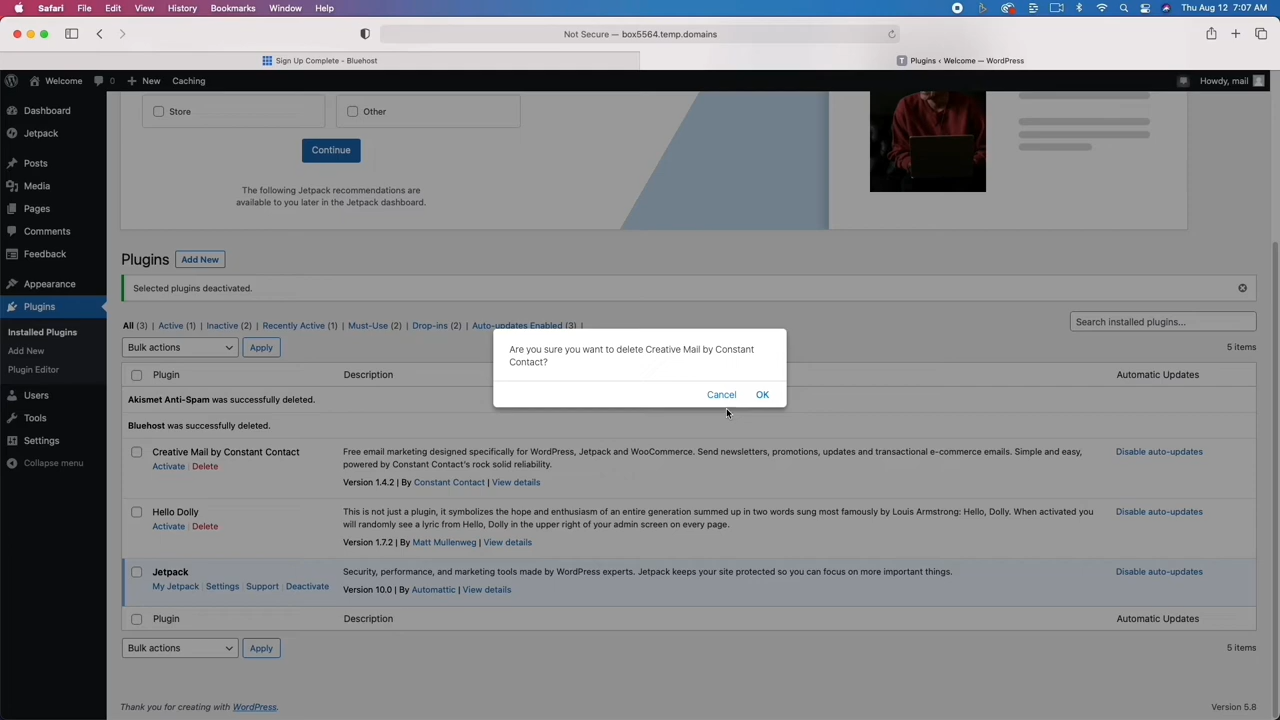 Safari File Edit View History Bookmarks Window Help Thu Aug 12 7:07 AM
Not Secure — box5564.temp.domains
Sign Up Complete - Bluehost Plugins ‹ Welcome — WordPress
Welcome 0 New Caching Howdy, mail
Dashboard
Jetpack
Posts
Media
Pages
Comments
Feedback
Appearance
Plugins
Installed Plugins
Add New
Plugin Editor
Users
Tools
Settings
Collapse menu
Store Other
Continue
The following Jetpack recommendations are
available to you later in the Jetpack dashboard.
Plugins Add New
Selected plugins deactivated.
All (3) | Active (1) | Inactive (2) | Recently Active (1) | Must-Use (2) | Drop-ins (2) | Auto-updates Enabled (3) |
Search installed plugins...
Bulk actions Apply 5 items
Are you sure you want to delete Creative Mail by Constant
Contact?
Cancel OK
Plugin Description Automatic Updates
Akismet Anti-Spam was successfully deleted.
Bluehost was successfully deleted.
Creative Mail by Constant Contact
Activate | Delete
Free email marketing designed specifically for WordPress, Jetpack and WooCommerce. Send newsletters, promotions, updates and transactional e-commerce emails. Simple and easy,
powered by Constant Contact's rock solid reliability.
Version 1.4.2 | By Constant Contact | View details
Disable auto-updates
Hello Dolly
Activate | Delete
This is not just a plugin, it symbolizes the hope and enthusiasm of an entire generation summed up in two words sung most famously by Louis Armstrong: Hello, Dolly. When activated you
will randomly see a lyric from Hello, Dolly in the upper right of your admin screen on every page.
Version 1.7.2 | By Matt Mullenweg | View details
Disable auto-updates
Jetpack
My Jetpack | Settings | Support | Deactivate
Security, performance, and marketing tools made by WordPress experts. Jetpack keeps your site protected so you can focus on more important things.
Version 10.0 | By Automattic | View details
Disable auto-updates
Plugin Description Automatic Updates
Bulk actions Apply 5 items
Thank you for creating with WordPress. Version 5.8